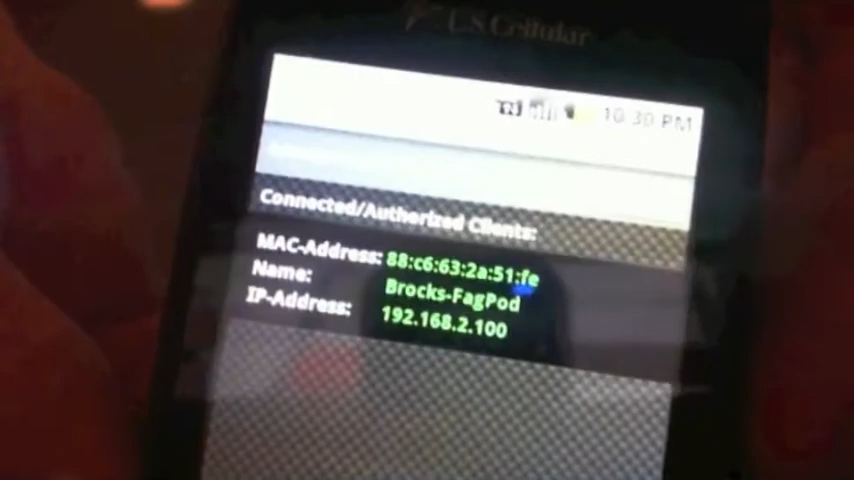 U.S. Cellular
10:30 PM
Connected/Authorized Clients:
MAC-Address: 88:c6:63:2a:51:fe
Name: Brocks-FagPod
IP-Address: 192.168.2.100